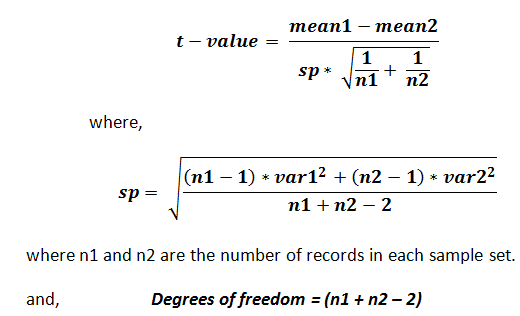 t − value = mean1 − mean2 / sp * √(1/n1 + 1/n2)
where,
sp = √((n1 − 1) * var1² + (n2 − 1) * var2² / n1 + n2 − 2)
where n1 and n2 are the number of records in each sample set.
and, Degrees of freedom = (n1 + n2 – 2)